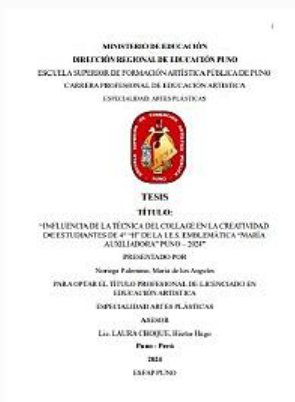 i
MINISTERIO DE EDUCACIÓN
DIRECCIÓN REGIONAL DE EDUCACIÓN PUNO
ESCUELA SUPERIOR DE FORMACIÓN ARTÍSTICA PÚBLICA DE PUNO
CARRERA PROFESIONAL DE EDUCACION ARTISTICA
ESPECIALIDAD: ARTES PLÁSTICAS
TESIS
TÍTULO:
“INFLUENCIA DE LA TÉCNICA DEL COLLAGE EN LA CREATIVIDAD
DE ESTUDIANTES DE 4° “H” DE LA I.E.S. EMBLEMÁTICA “MARÍA
AUXILIADORA” PUNO – 2024”
PRESENTADO POR
Noriega Palomino, María de los Angeles
PARA OPTAR EL TÍTULO PROFESIONAL DE LICENCIADO EN
EDUCACIÓN ARTÍSTICA
ESPECIALIDAD ARTES PLÁSTICAS
ASESOR
Lic. LAURA CHOQUE, Héctor Hugo
Puno - Perú
2024
ESFAP PUNO